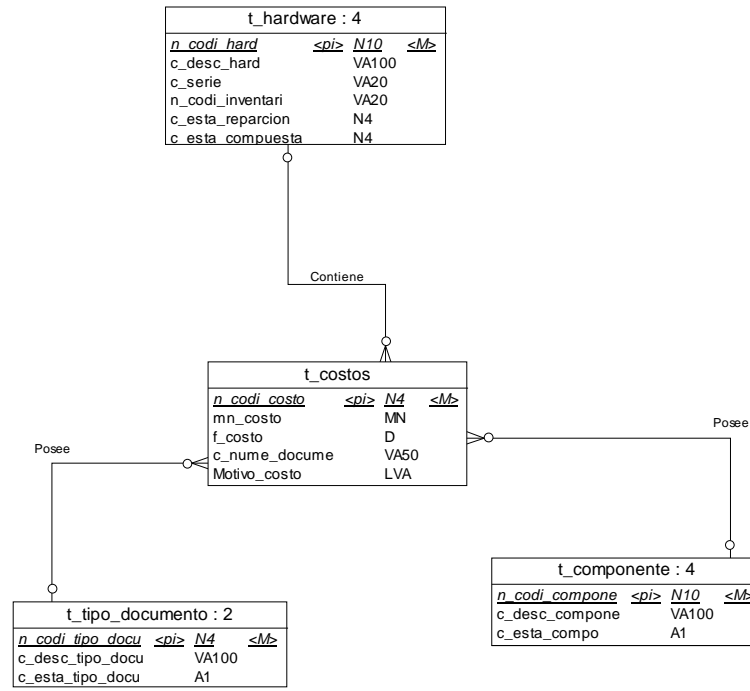 t_hardware : 4
n_codi_hard <pi> N10 <M>
c_desc_hard VA100
c_serie VA20
n_codi_inventari VA20
c_esta_reparcion N4
c_esta_compuesta N4
Contiene
t_costos
n_codi_costo <pi> N4 <M>
mn_costo MN
f_costo D
c_nume_docume VA50
Motivo_costo LVA
Posee
Posee
t_componente : 4
n_codi_compone <pi> N10 <M>
c_desc_compone VA100
c_esta_compo A1
t_tipo_documento : 2
n_codi_tipo_docu <pi> N4 <M>
c_desc_tipo_docu VA100
c_esta_tipo_docu A1